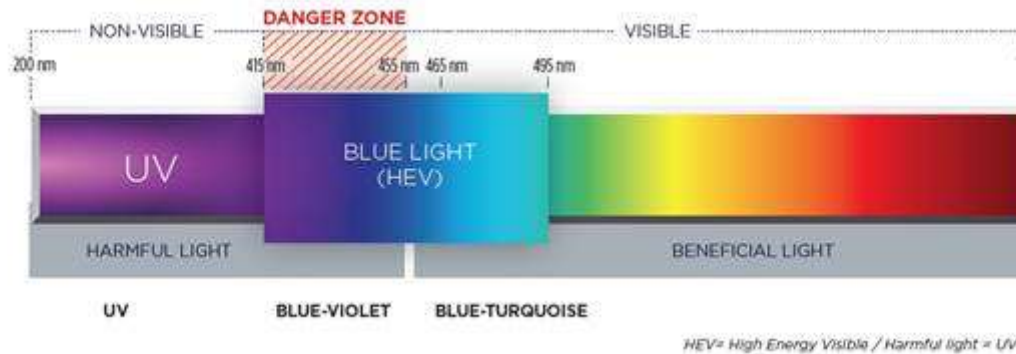 DANGER ZONE
NON-VISIBLE VISIBLE
200 nm 415 nm 455 nm 465 nm 495 nm
UV
BLUE LIGHT
(HEV)
HARMFUL LIGHT BENEFICIAL LIGHT
UV BLUE-VIOLET BLUE-TURQUOISE
HEV= High Energy Visible / Harmful light = UV